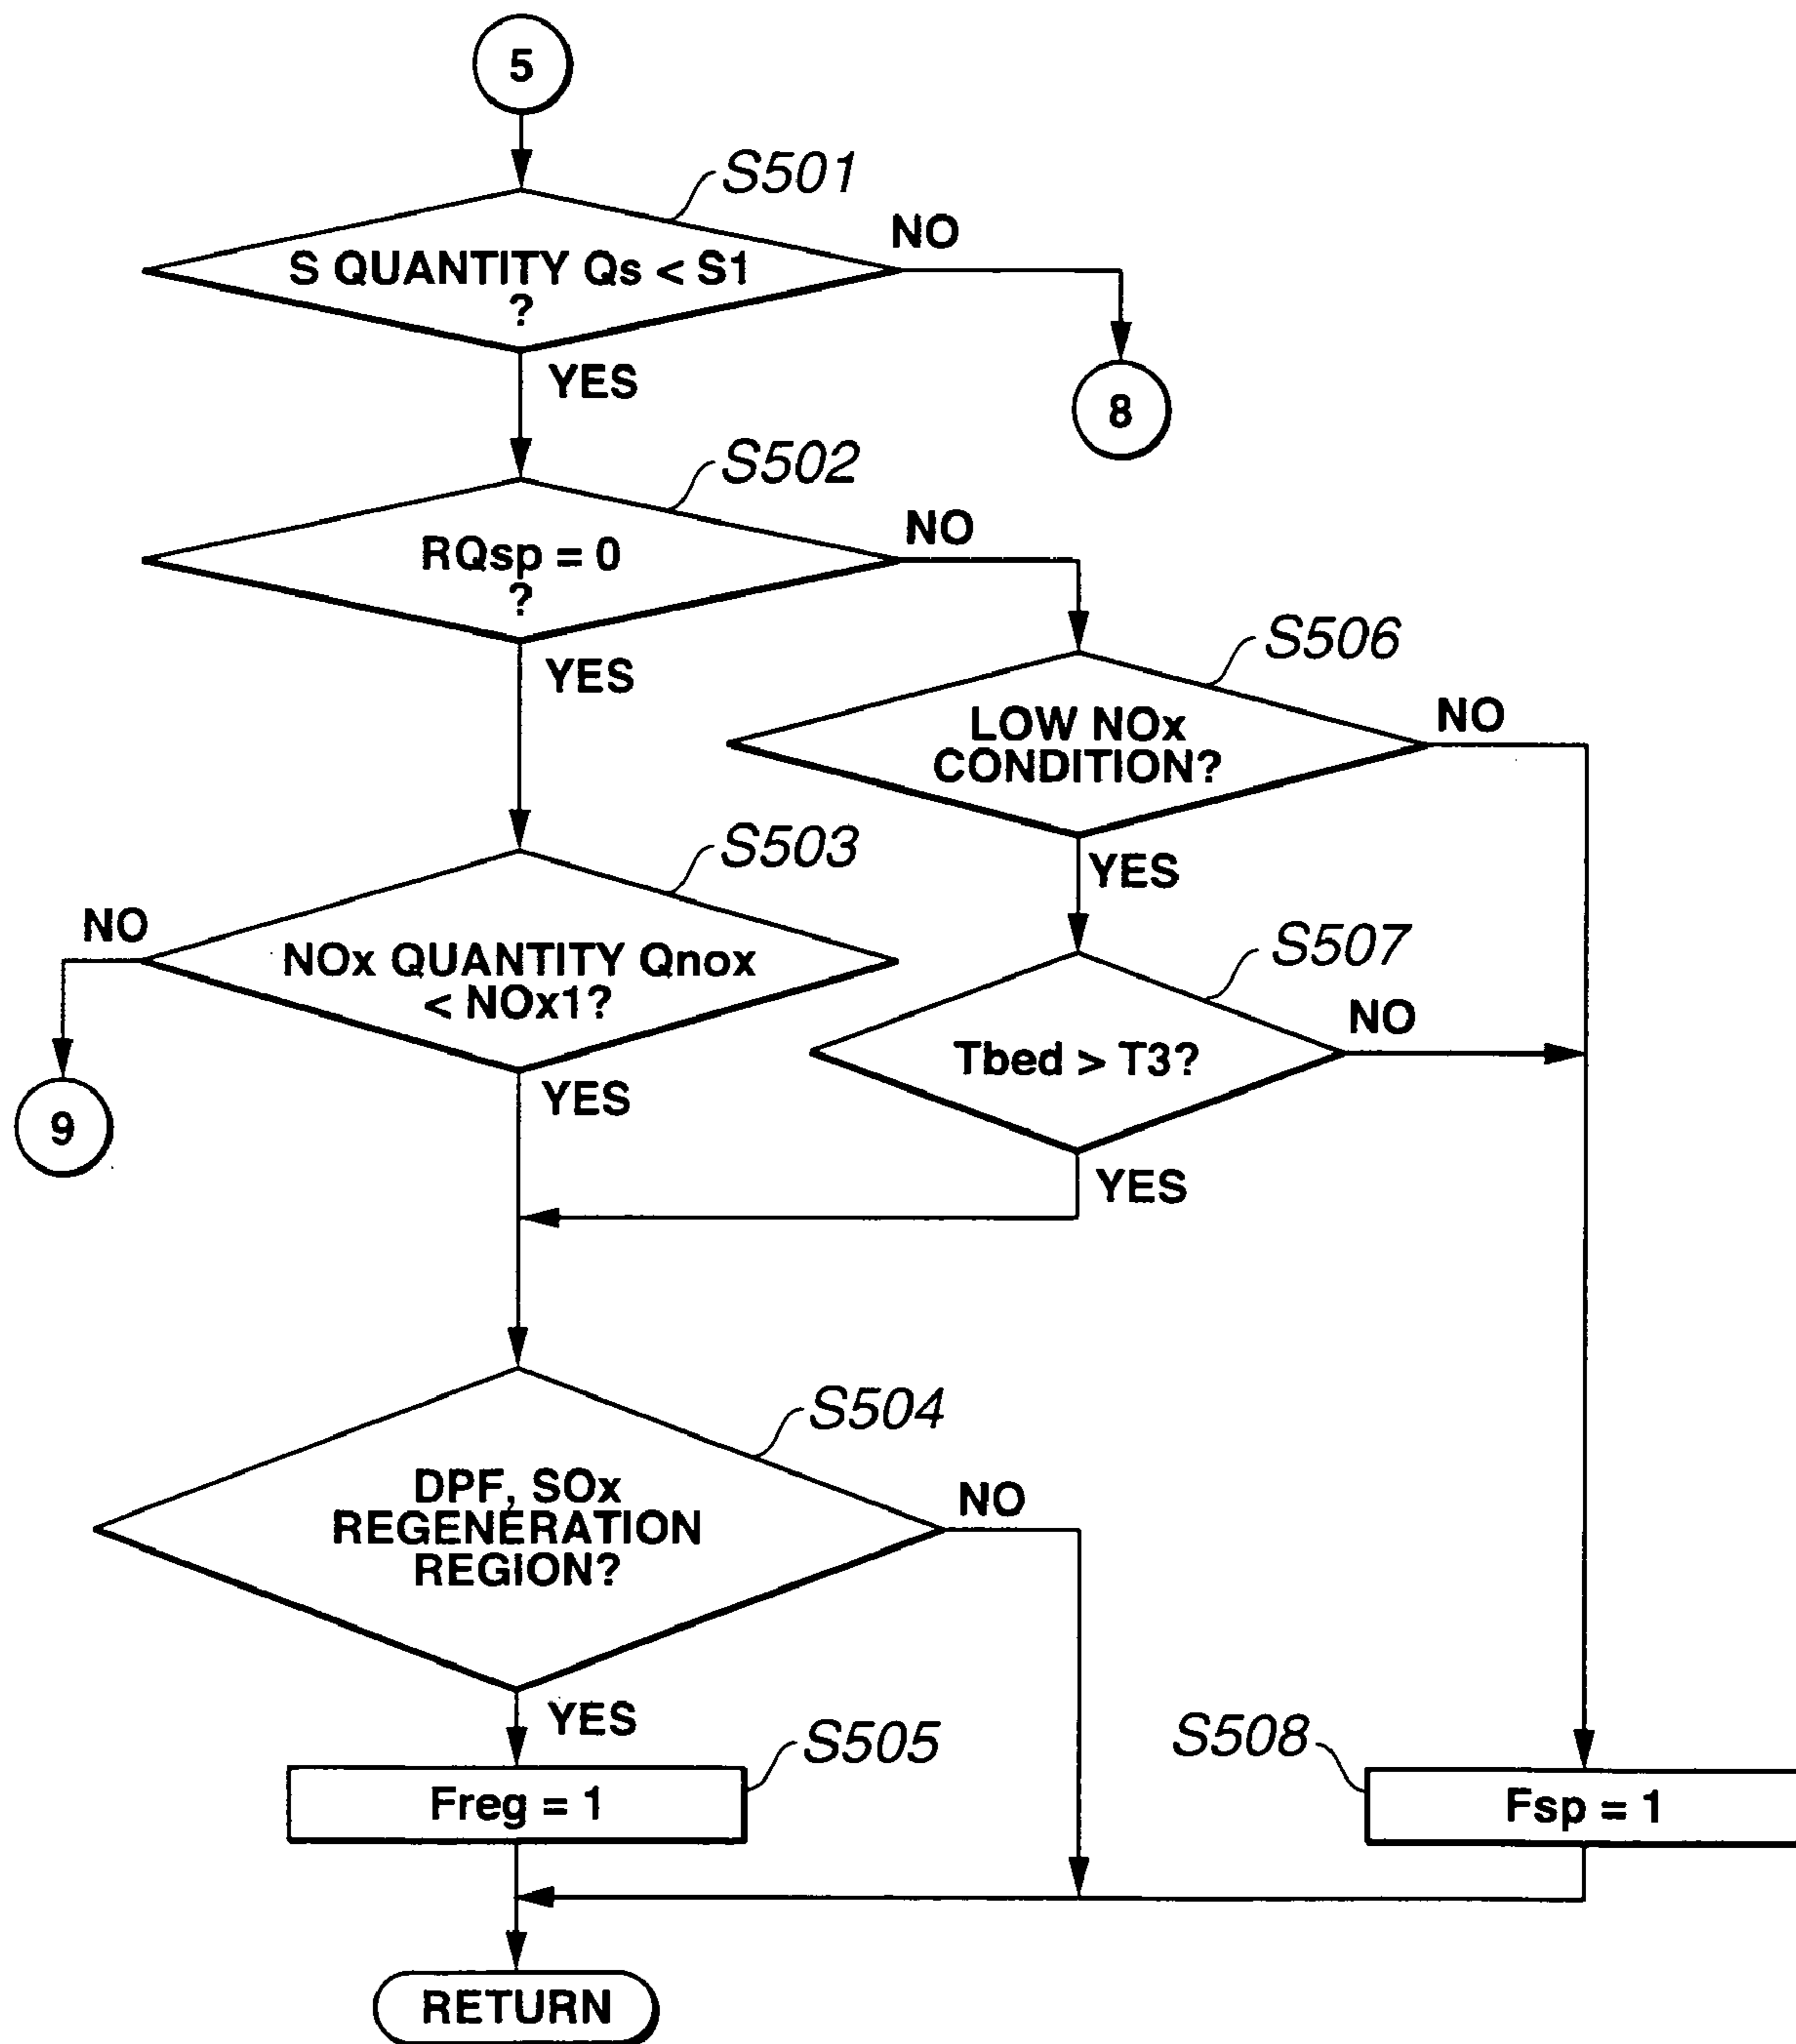 5
S501
S QUANTITY Qs < S1
?
NO
YES
8
S502
RQsp = 0
?
NO
YES
S506
LOW NOx
CONDITION?
NO
YES
S503
NO
NOx QUANTITY Qnox
< NOx1?
YES
9
S507
Tbed > T3?
NO
YES
S504
DPF, SOx
REGENERATION
REGION?
NO
YES
S505
Freg = 1
S508
Fsp = 1
RETURN